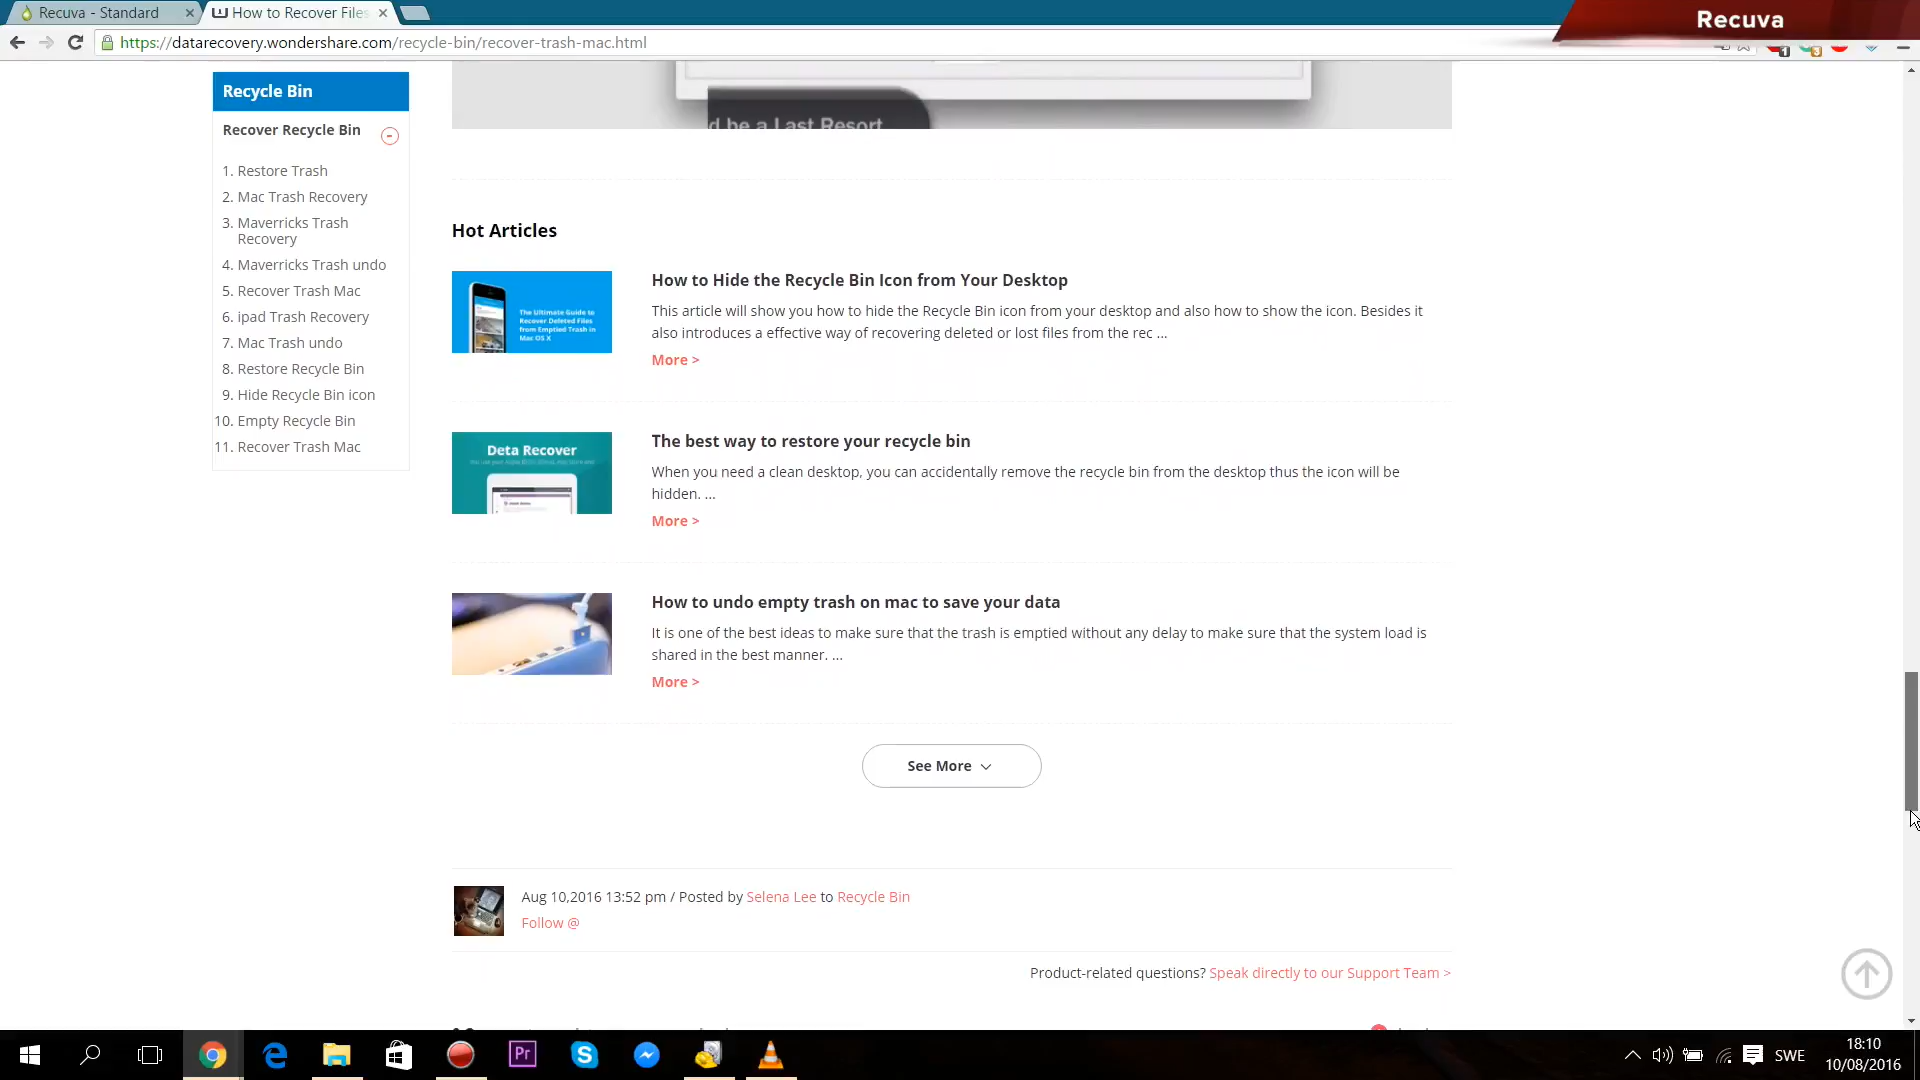 Recuva - Standard
How to Recover Files
Recuva
https://datarecovery.wondershare.com/recycle-bin/recover-trash-mac.html
Recycle Bin
Recover Recycle Bin
1. Restore Trash
2. Mac Trash Recovery
3. Maverricks Trash
Recovery
4. Maverricks Trash undo
5. Recover Trash Mac
6. ipad Trash Recovery
7. Mac Trash undo
8. Restore Recycle Bin
9. Hide Recycle Bin icon
10. Empty Recycle Bin
11. Recover Trash Mac
d be a Last Resort
Hot Articles
The Ultimate Guide to
Recover Deleted Files
from Emptied Trash in
Mac OS X
How to Hide the Recycle Bin Icon from Your Desktop
This article will show you how to hide the Recycle Bin icon from your desktop and also how to show the icon. Besides it
also introduces a effective way of recovering deleted or lost files from the rec ...
More >
Deta Recover
The best way to restore your recycle bin
When you need a clean desktop, you can accidentally remove the recycle bin from the desktop thus the icon will be
hidden. ...
More >
How to undo empty trash on mac to save your data
It is one of the best ideas to make sure that the trash is emptied without any delay to make sure that the system load is
shared in the best manner. ...
More >
See More
Aug 10,2016 13:52 pm / Posted by Selena Lee to Recycle Bin
Follow @
Product-related questions? Speak directly to our Support Team >
Pr
SWE
18:10
10/08/2016